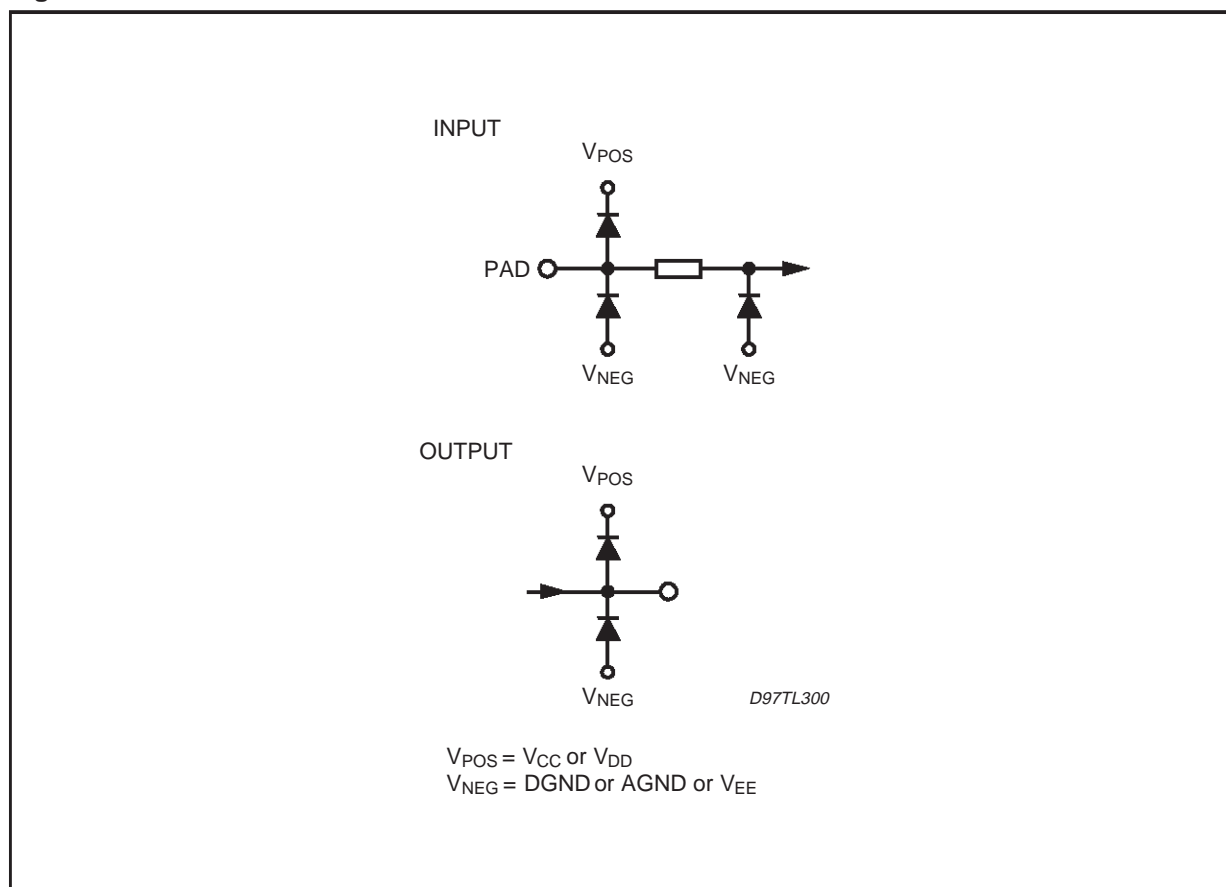 INPUT
VPOS
PAD
VNEG VNEG
OUTPUT
VPOS
VNEG
D97TL300
VPOS = VCC or VDD
VNEG = DGND or AGND or VEE